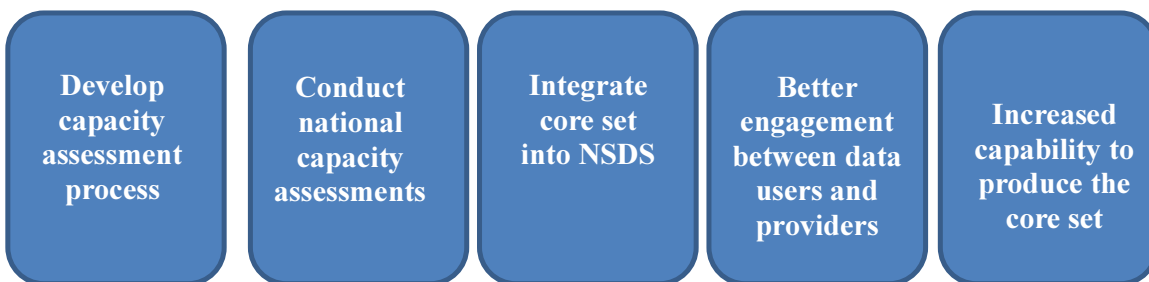 Develop
capacity
assessment
process
Conduct
national
capacity
assessments
Integrate
core set
into NSDS
Better
engagement
between data
users and
providers
Increased
capability to
produce the
core set